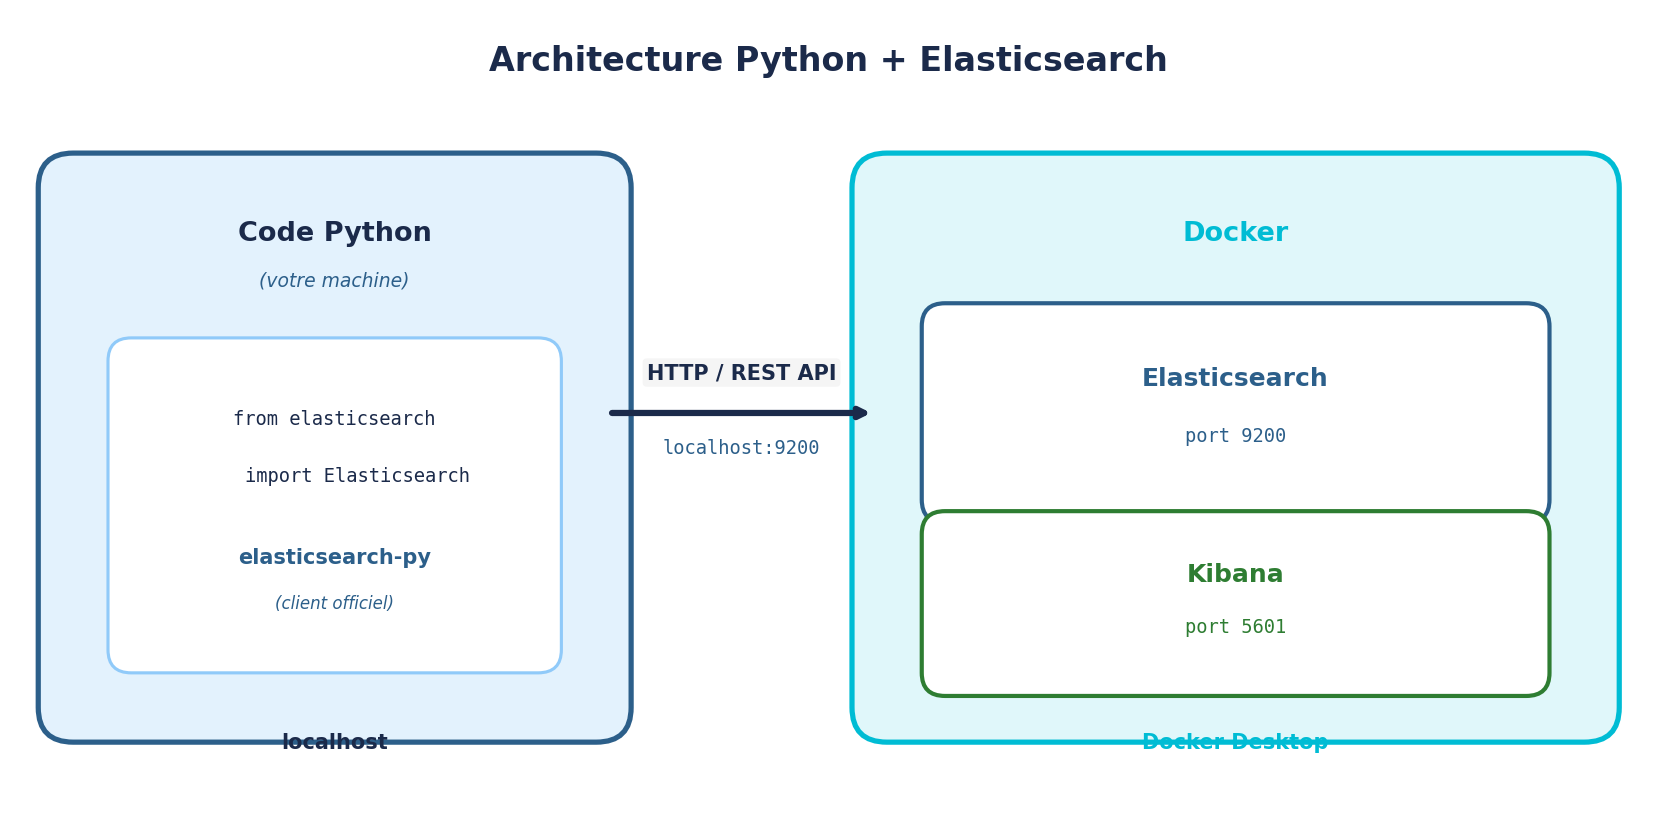 Architecture Python + Elasticsearch
Code Python
(votre machine)
from elasticsearch
import Elasticsearch
elasticsearch-py
(client officiel)
localhost
HTTP / REST API
localhost:9200
Docker
Elasticsearch
port 9200
Kibana
port 5601
Docker Desktop